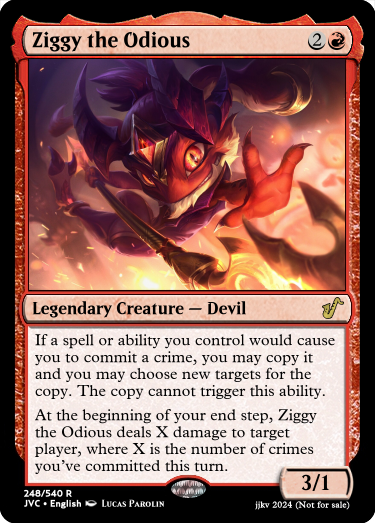 Ziggy the Odious 2
Legendary Creature — Devil
If a spell or ability you control would cause
you to commit a crime, you may copy it
and you may choose new targets for the
copy. The copy cannot trigger this ability.
At the beginning of your end step, Ziggy
the Odious deals X damage to target
player, where X is the number of crimes
you've committed this turn.
3/1
248/540 R
JVC • English Lucas Parolin
jjkv 2024 (Not for sale)